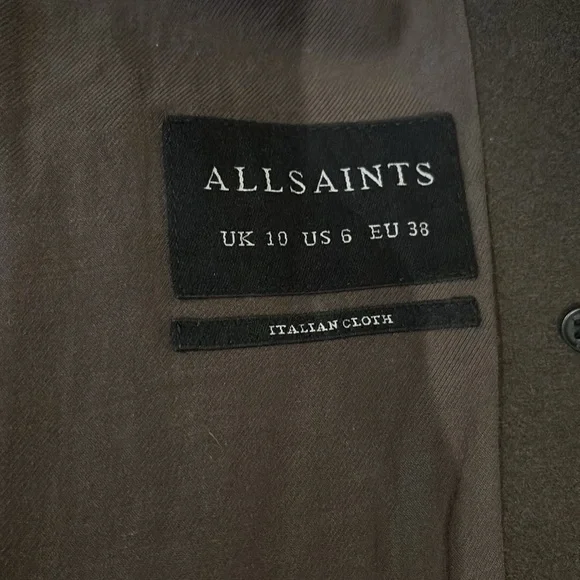 ALLSAINTS
UK 10 US 6 EU 38
ITALIAN CLOTH